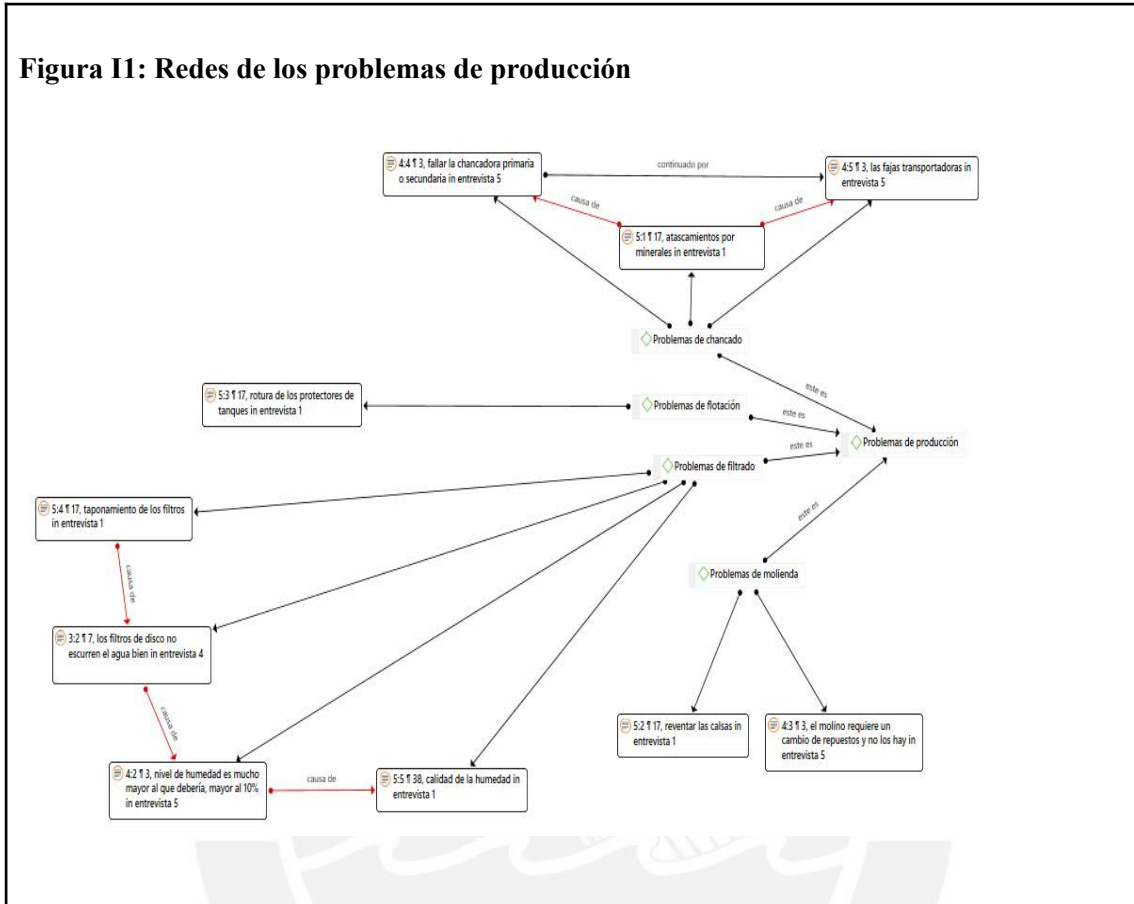 Figura I1: Redes de los problemas de producción
4:4 ¶ 3, fallar la chancadora primaria
o secundaria in entrevista 5
continuado por
4:5 ¶ 3, las fajas transportadoras in
entrevista 5
causa de
causa de
5:1 ¶ 17, atascamientos por
minerales in entrevista 1
Problemas de chancado
este es
5:3 ¶ 17, rotura de los protectores de
tanques in entrevista 1
Problemas de flotación
este es
Problemas de producción
este es
Problemas de filtrado
5:4 ¶ 17, taponamiento de los filtros
in entrevista 1
este es
causa de
Problemas de molienda
3:2 ¶ 7, los filtros de disco no
escurren el agua bien in entrevista 4
causa de
5:2 ¶ 17, reventar las calsas in
entrevista 1
4:3 ¶ 3, el molino requiere un
cambio de repuestos y no los hay in
entrevista 5
4:2 ¶ 3, nivel de humedad es mucho
mayor al que debería, mayor al 10%
in entrevista 5
causa de
5:5 ¶ 38, calidad de la humedad in
entrevista 1